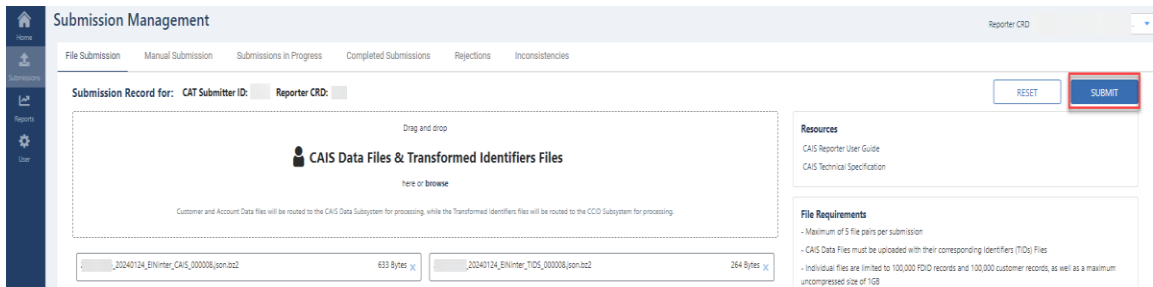 Submission Management
Reporter CRD
Home
Submissions
Reports
User
File Submission Manual Submission Submissions in Progress Completed Submissions Rejections Inconsistencies
Submission Record for: CAT Submitter ID: Reporter CRD:
RESET SUBMIT
Drag and drop
CAIS Data Files & Transformed Identifiers Files
here or browse
Customer and Account Data files will be routed to the CAIS Data Subsystem for processing, while the Transformed Identifiers files will be routed to the CCID Subsystem for processing.
_20240124_EINinter_CAIS_000008.json.bz2 633 Bytes x
_20240124_EINinter_TIDS_000008.json.bz2 264 Bytes x
Resources
CAIS Reporter User Guide
CAIS Technical Specification
File Requirements
- Maximum of 5 file pairs per submission
- CAIS Data Files must be uploaded with their corresponding Identifiers (TIDs) Files
- Individual files are limited to 100,000 FDID records and 100,000 customer records, as well as a maximum
uncompressed size of 1GB